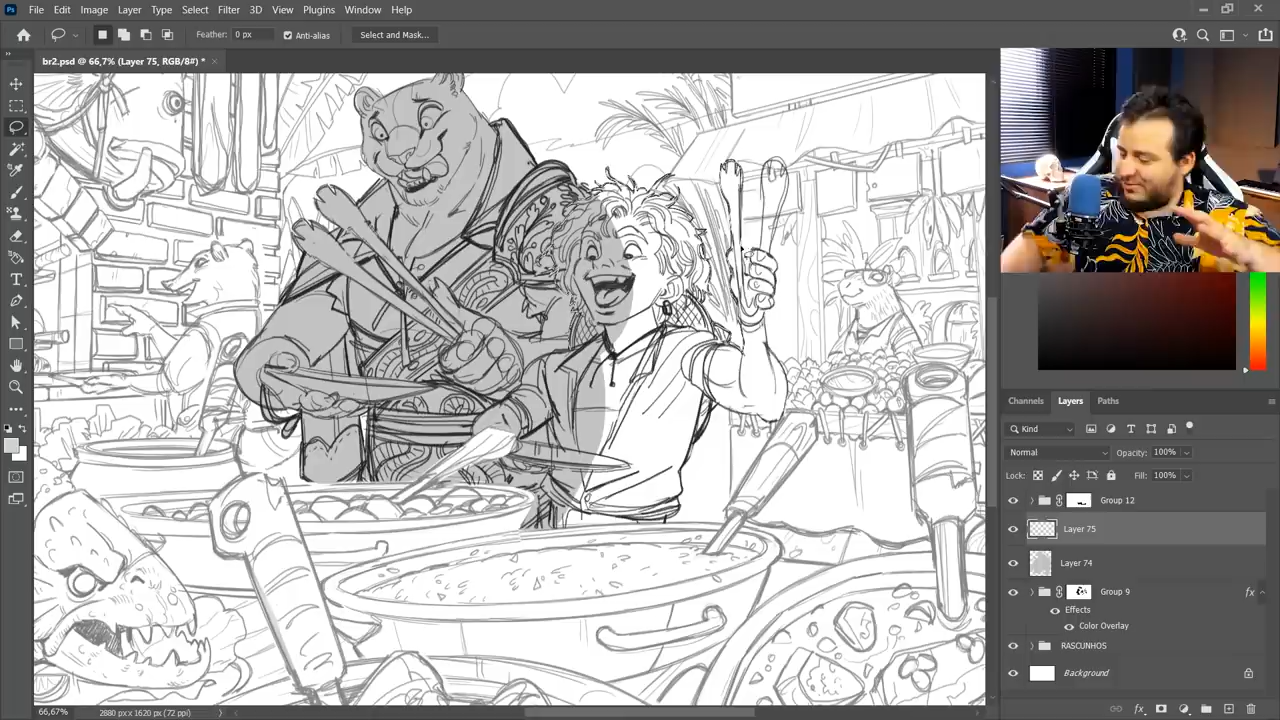 Ps File Edit Image Layer Type Select Filter 3D View Plugins Window Help
Feather: 0 px Anti-alias Select and Mask...
br2.psd @ 66,7% (Layer 75, RGB/8#) *
Channels Layers Paths
Kind
Normal Opacity: 100%
Lock: Fill: 100%
Group 12
Layer 75
Layer 74
Group 9 fx
Effects
Color Overlay
RASCUNHOS
Background
fx
66,67% 2880 px x 1620 px (72 ppi)